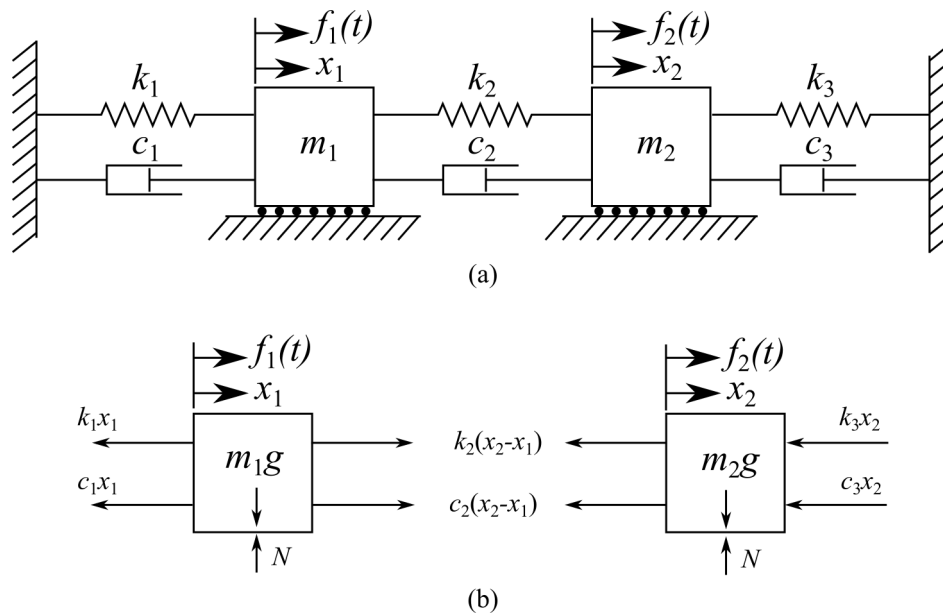 f₁(t) f₂(t)
x₁ x₂
k₁ k₂ k₃
c₁ m₁ c₂ m₂ c₃
(a)
f₁(t) f₂(t)
x₁ x₂
k₁x₁ k₂(x₂-x₁) k₃x₂
m₁g m₂g
c₁x₁ c₂(x₂-x₁) c₃x₂
N N
(b)